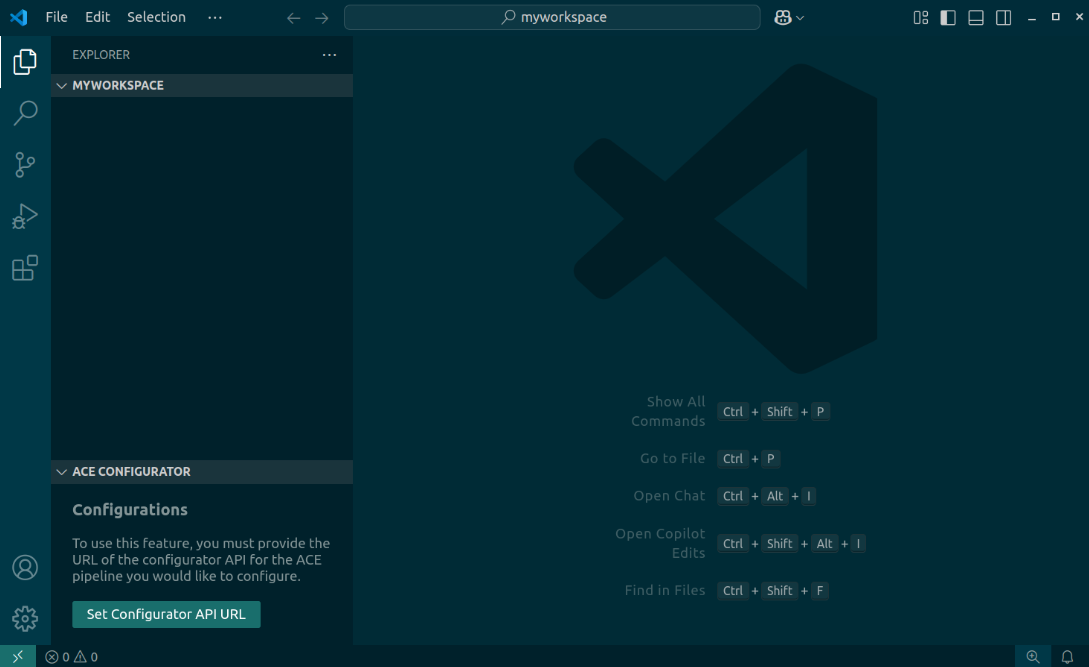 File Edit Selection ···
myworkspace
EXPLORER ···
MYWORKSPACE
Show All
Commands
Ctrl + Shift + P
Go to File Ctrl + P
Open Chat Ctrl + Alt + I
Open Copilot
Edits
Ctrl + Shift + Alt + I
Find in Files Ctrl + Shift + F
ACE CONFIGURATOR
Configurations
To use this feature, you must provide the
URL of the configurator API for the ACE
pipeline you would like to configure.
Set Configurator API URL
0 0